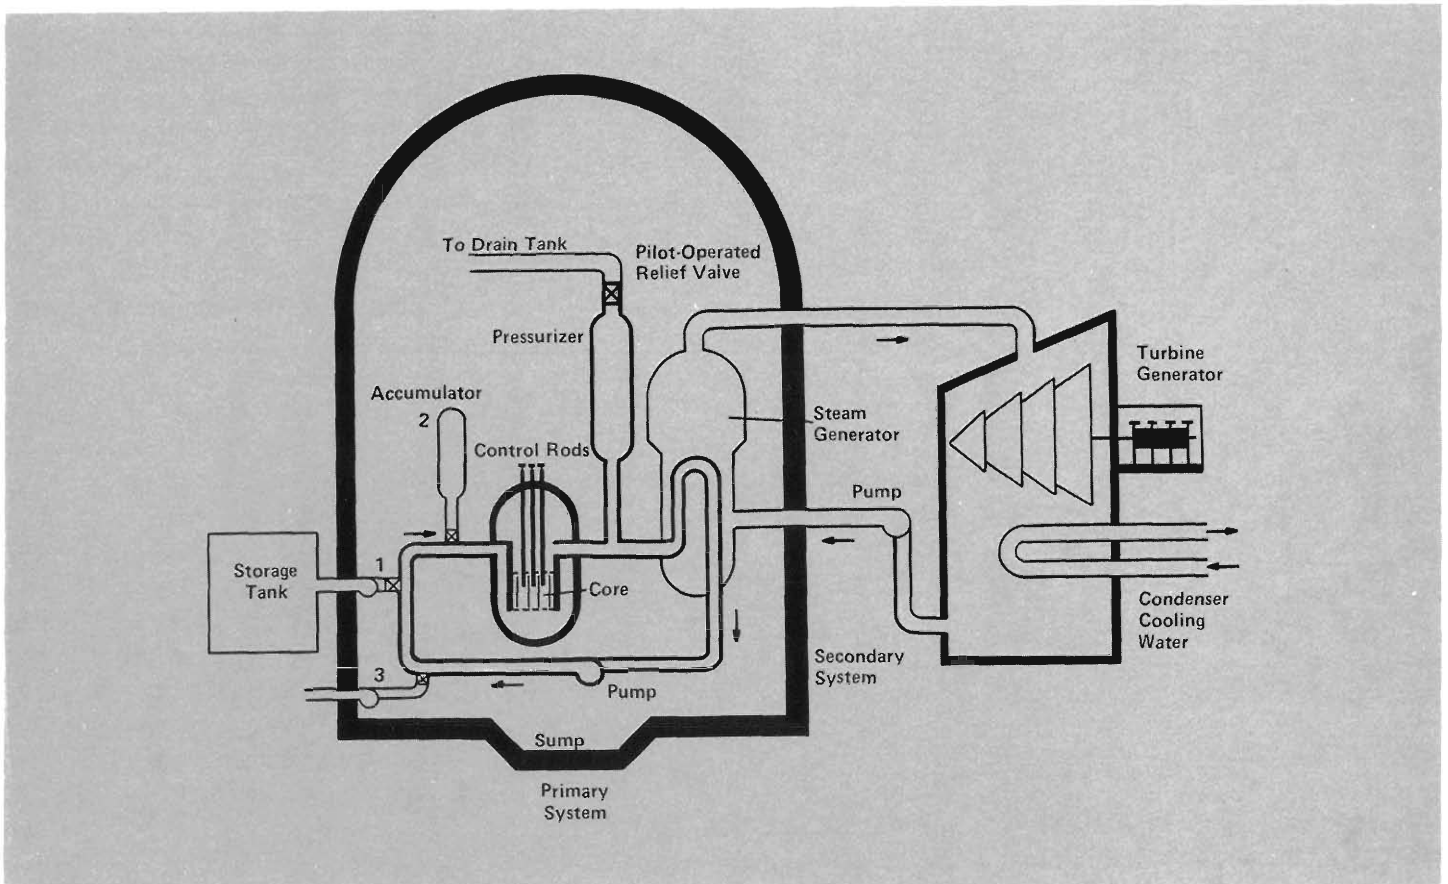 To Drain Tank
Pilot-Operated
Relief Valve
Pressurizer
Turbine
Generator
Accumulator
2
Steam
Generator
Control Rods
Pump
1
Storage
Tank
Core
Condenser
Cooling
Water
Secondary
System
3
Pump
Sump
Primary
System